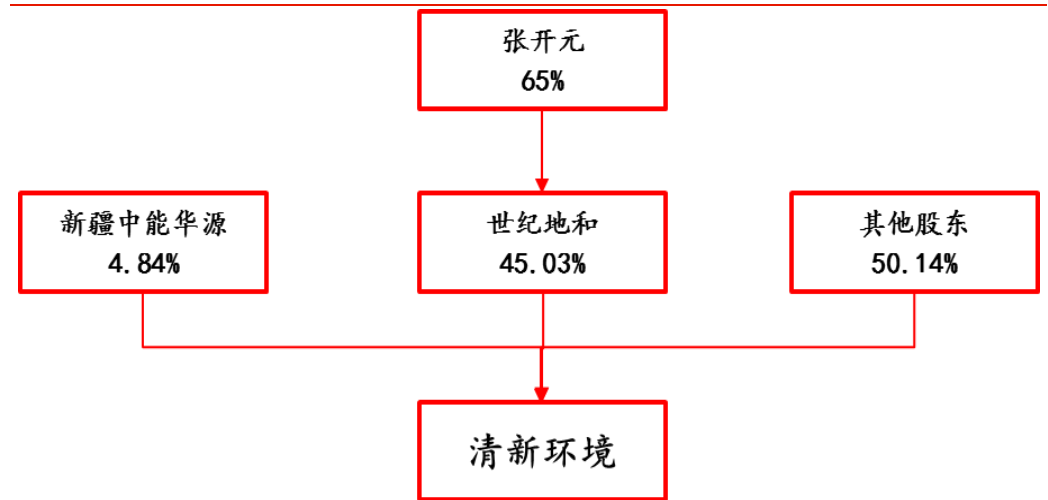 张开元
65%
新疆中能华源
4.84%
世纪地和
45.03%
其他股东
50.14%
清新环境